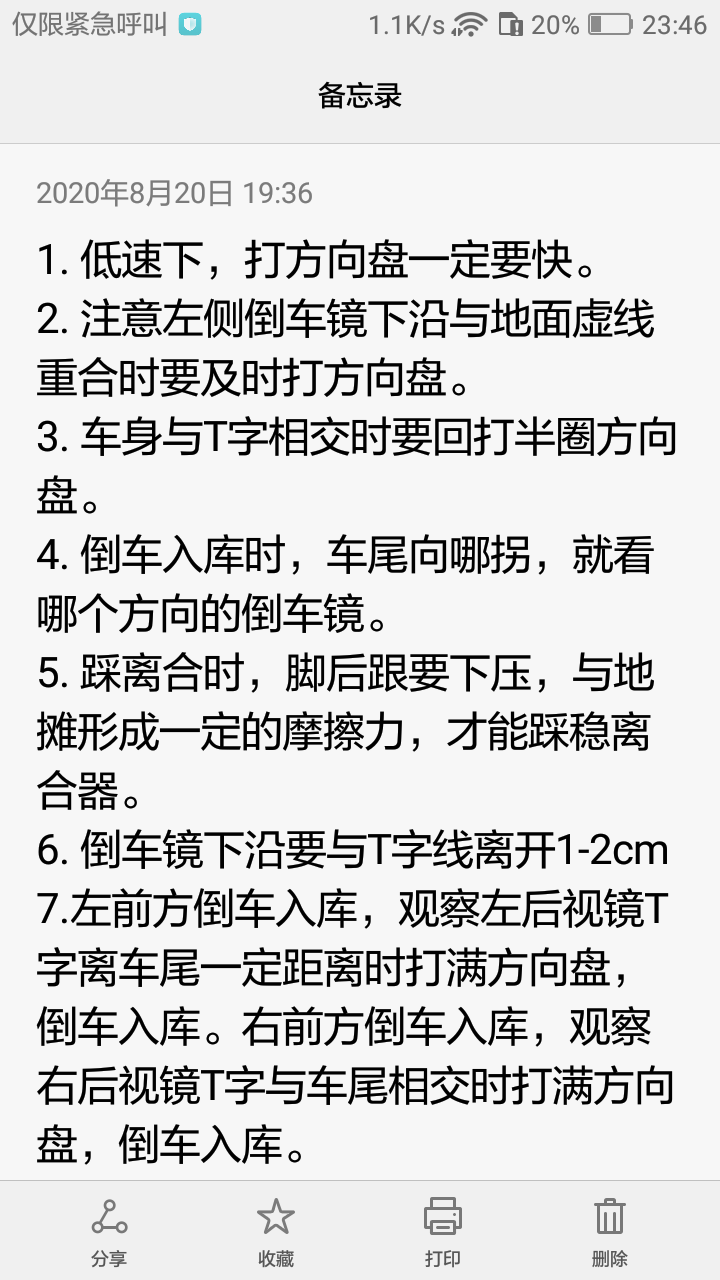 仅限紧急呼叫 1.1K/s 20% 23:46
备忘录
2020年8月20日 19:36
1. 低速下，打方向盘一定要快。
2. 注意左侧倒车镜下沿与地面虚线
重合时要及时打方向盘。
3. 车身与T字相交时要回打半圈方向
盘。
4. 倒车入库时，车尾向哪拐，就看
哪个方向的倒车镜。
5. 踩离合时，脚后跟要下压，与地
摊形成一定的摩擦力，才能踩稳离
合器。
6. 倒车镜下沿要与T字线离开1-2cm
7.左前方倒车入库，观察左后视镜T
字离车尾一定距离时打满方向盘，
倒车入库。右前方倒车入库，观察
右后视镜T字与车尾相交时打满方向
盘，倒车入库。
分享 收藏 打印 删除